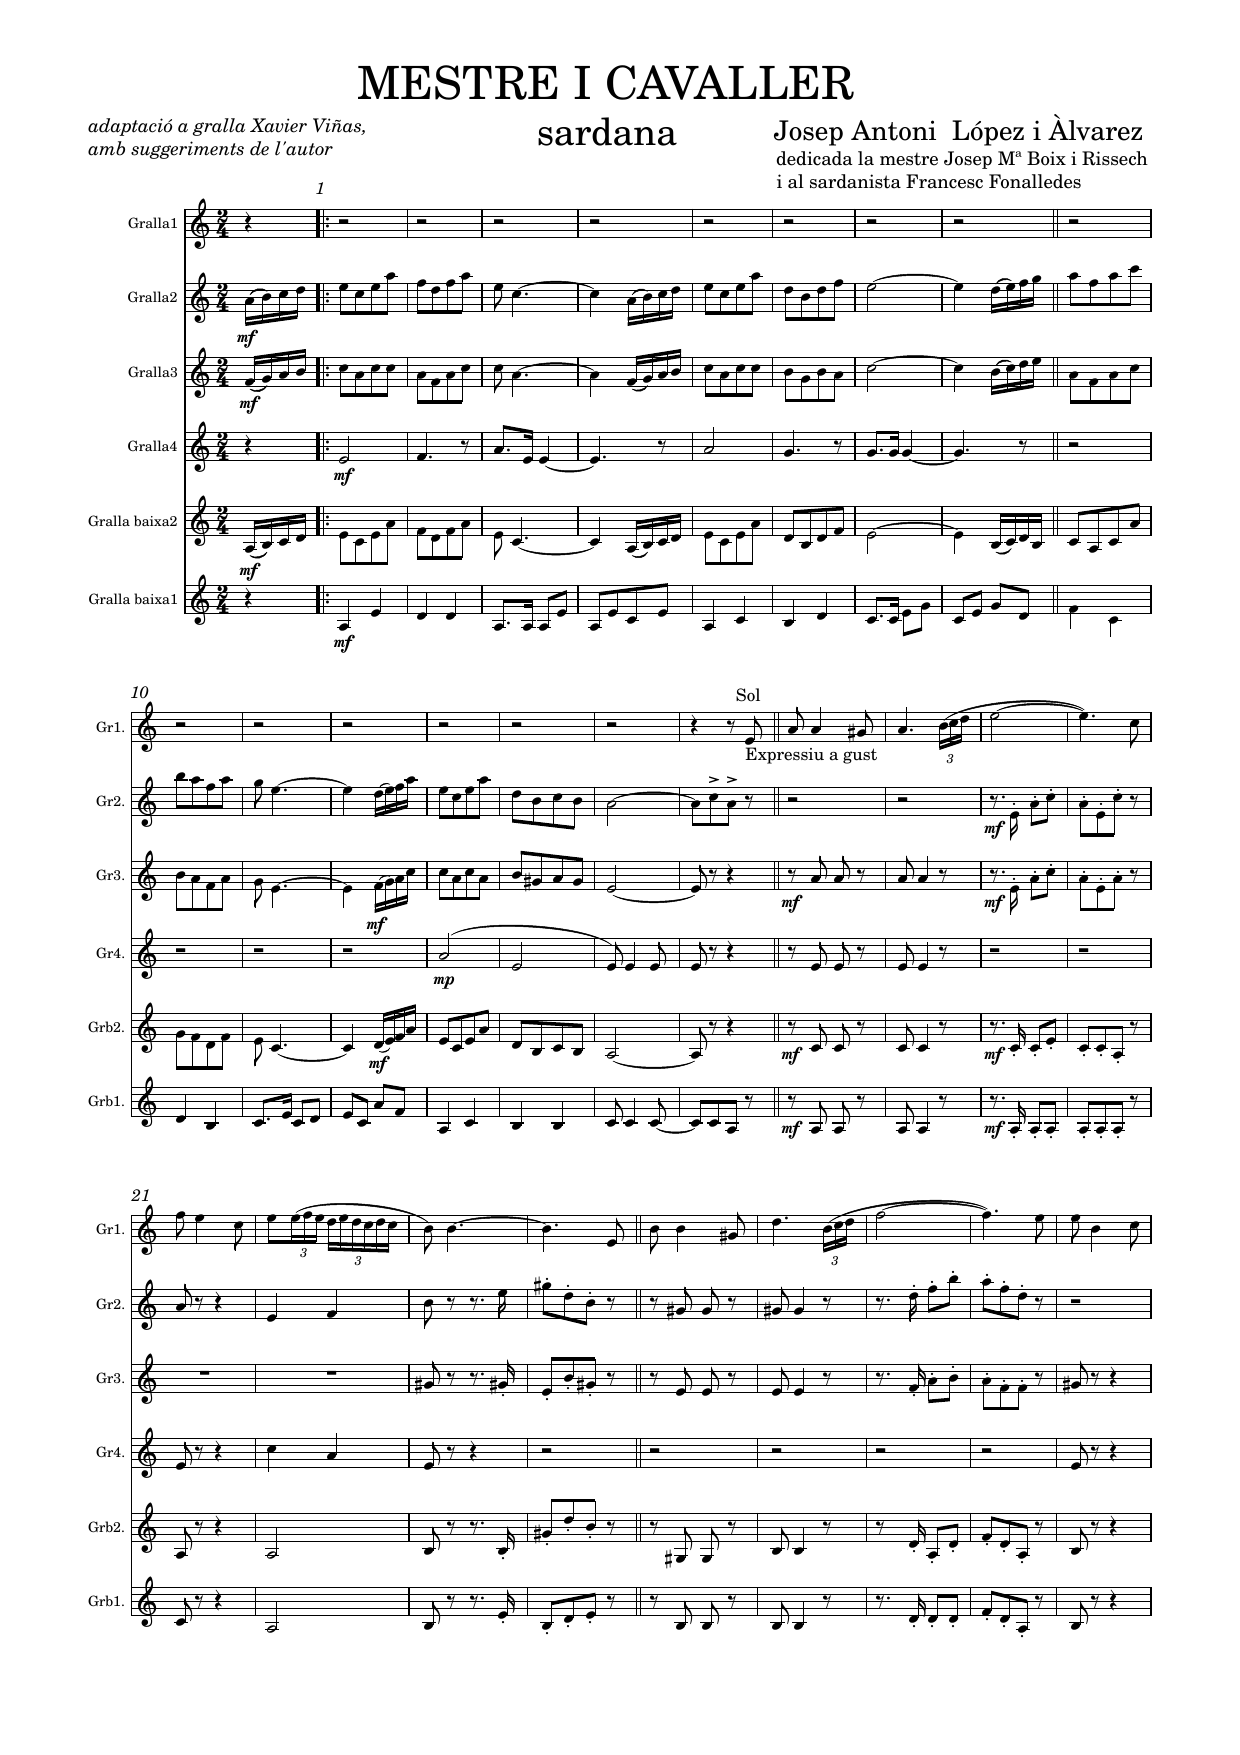 MESTRE I CAVALLER
adaptació a gralla Xavier Viñas,
amb suggeriments de l'autor
sardana
Josep Antoni López i Àlvarez
dedicada la mestre Josep Mª Boix i Rissech
i al sardanista Francesc Fonalledes
1
Gralla1
Gralla2
mf
Gralla3
mf
Gralla4
mf
Gralla baixa2
mf
Gralla baixa1
mf
10
Sol
Gr1.
Expressiu a gust
3
Gr2.
mf
Gr3.
mf
mf
mf
Gr4.
mp
Grb2.
mf
mf
mf
Grb1.
mf
mf
21
Gr1.
3
3
3
Gr2.
Gr3.
Gr4.
Grb2.
Grb1.